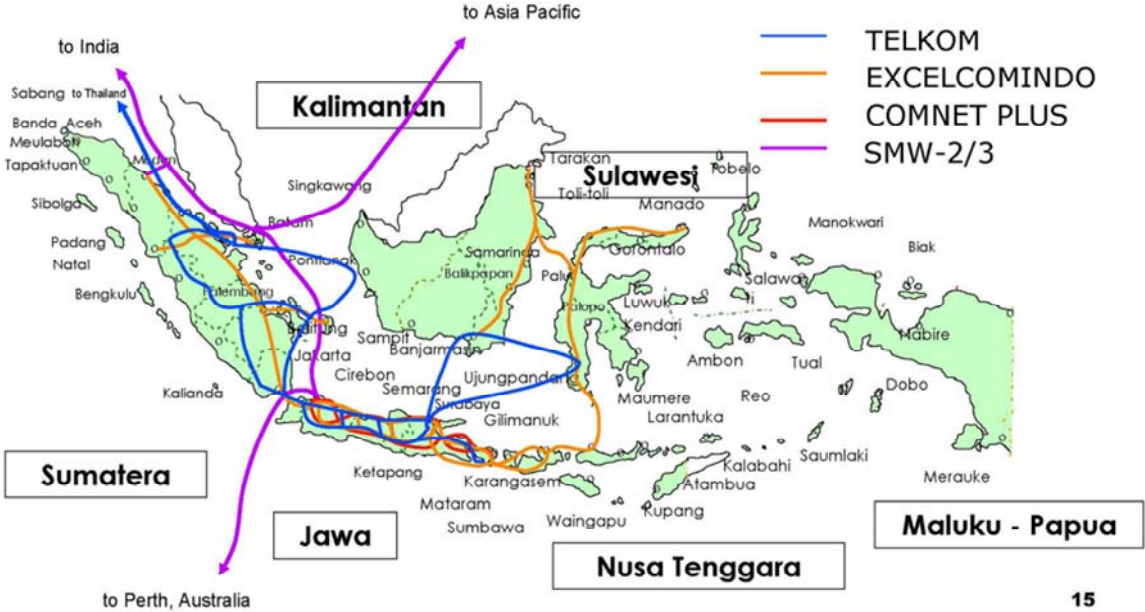 to Asia Pacific
to India
TELKOM
EXCELCOMINDO
COMNET PLUS
SMW-2/3
Sabang to Thailand
Kalimantan
Banda Aceh
Meulaboh
Tapaktuan
Medan
Sibolga
Singkawang
Tarakan
Sulawesi
Tobelo
Toli-toli
Manado
Manokwari
Batam
Padang
Natal
Pontianak
Samarinda
Gorontalo
Biak
Bengkulu
Palembang
Balikpapan
Palu
Salawati
Palopo
Luwuk
Belitung
Sampit
Kendari
Nabire
Jakarta
Banjarmasin
Ambon
Tual
Cirebon
Ujungpandang
Kalianda
Semarang
Maumere
Reo
Dobo
Surabaya
Larantuka
Gilimanuk
Saumlaki
Sumatera
Ketapang
Karangasem
Kalabahi
Atambua
Merauke
Mataram
Kupang
Sumbawa
Waingapu
Jawa
Maluku - Papua
Nusa Tenggara
to Perth, Australia
15